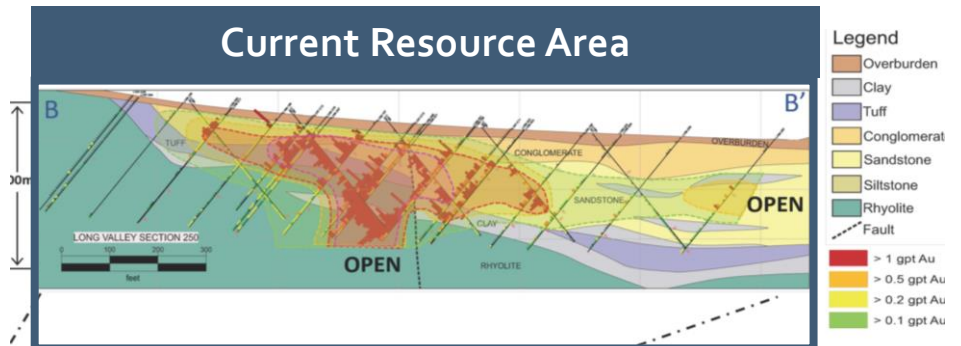 Current Resource Area
Legend
Overburden
Clay
Tuff
Conglomerat
Sandstone
Siltstone
Rhyolite
Fault
> 1 gpt Au
> 0.5 gpt Au
> 0.2 gpt Au
> 0.1 gpt Au
B
B'
OVERBURDEN
TUFF
CONGLOMERATE
SANDSTONE
OPEN
CLAY
LONG VALLEY SECTION 250
0 100 200 300
feet
OPEN
RHYOLITE